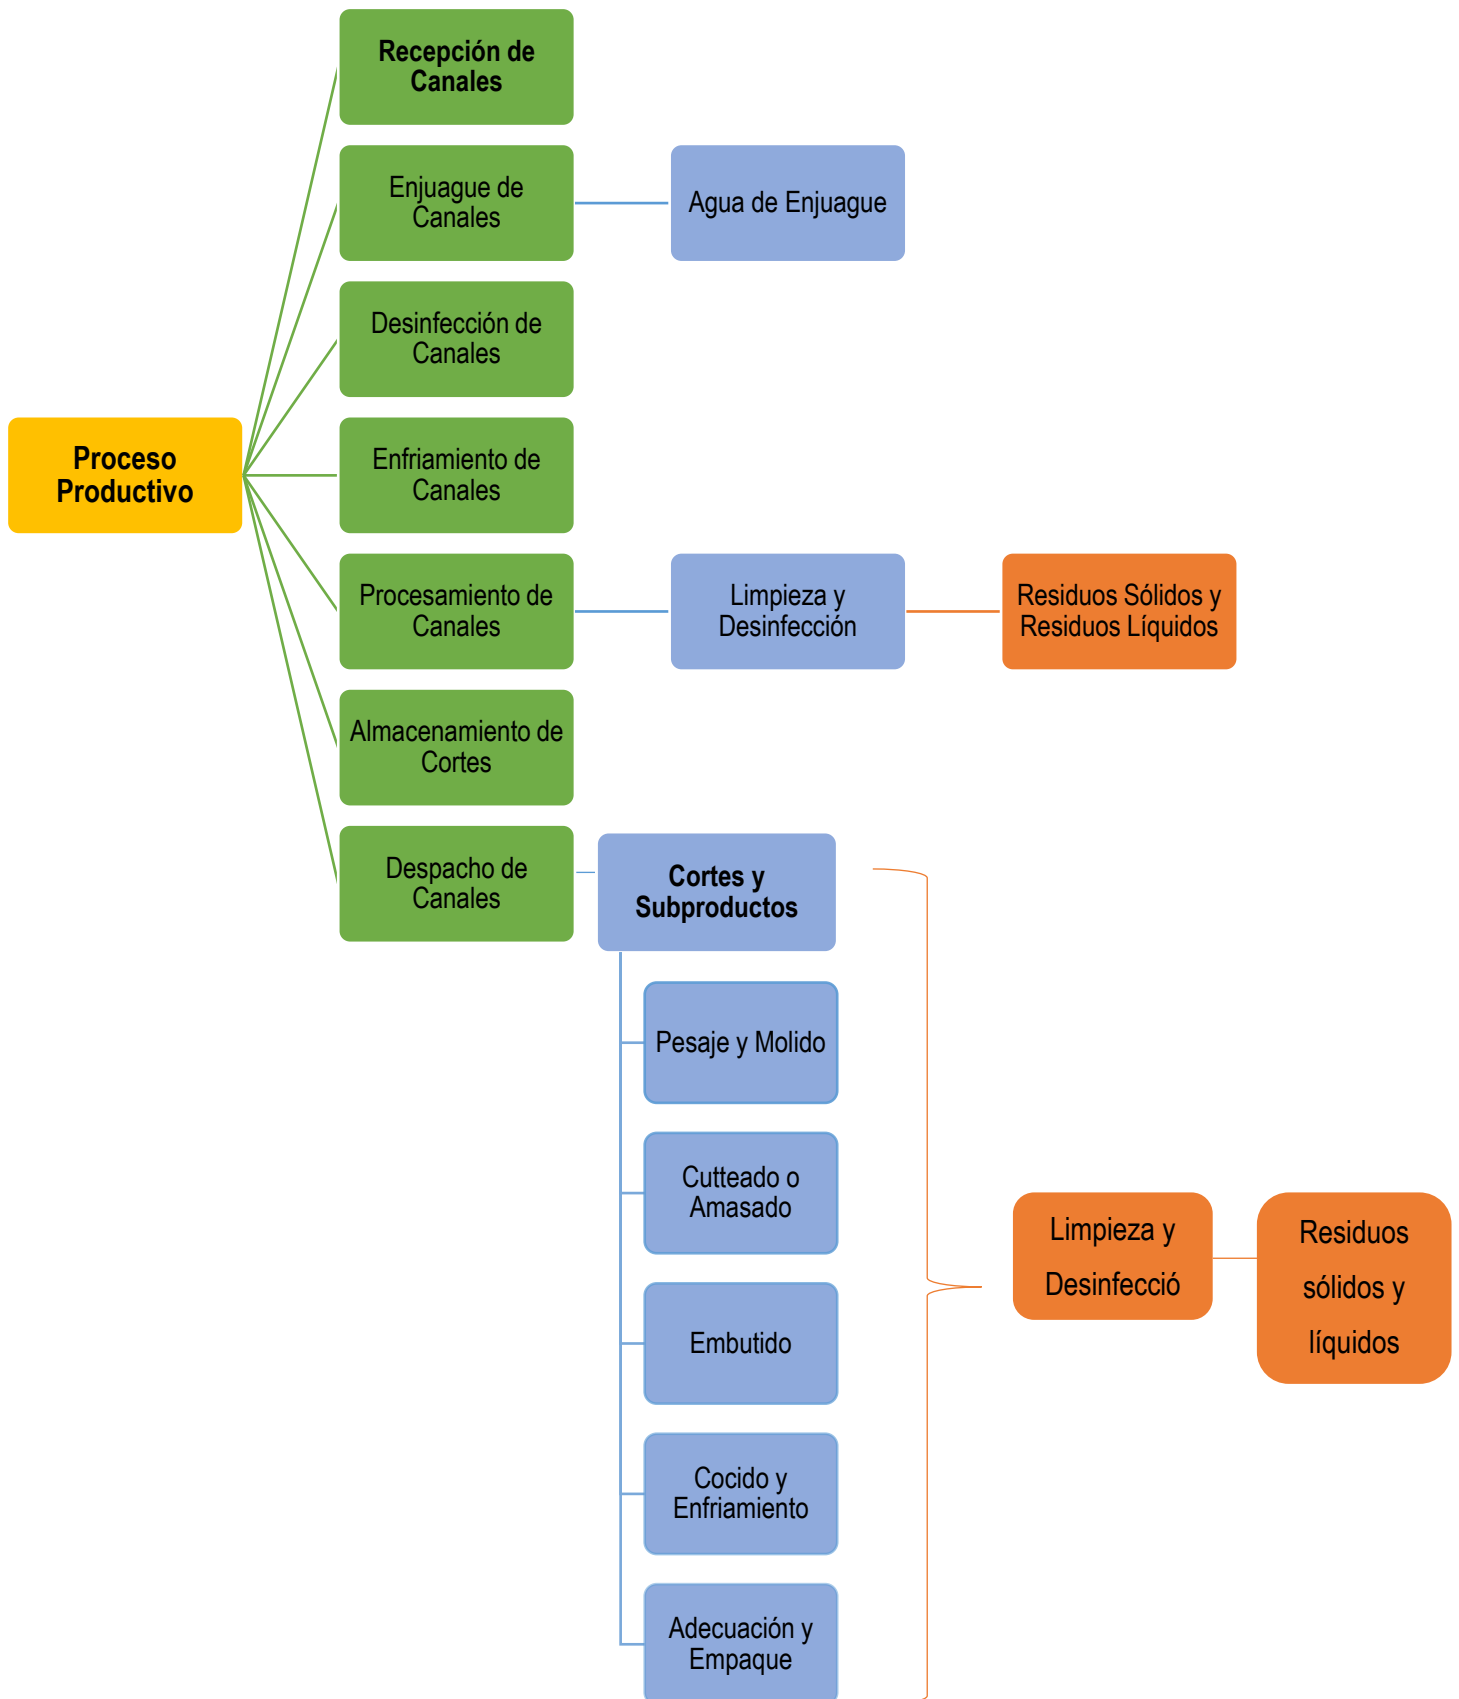 Recepción de
Canales
Enjuague de
Canales
Agua de Enjuague
Desinfección de
Canales
Proceso
Productivo
Enfriamiento de
Canales
Procesamiento de
Canales
Limpieza y
Desinfección
Residuos Sólidos y
Residuos Líquidos
Almacenamiento de
Cortes
Despacho de
Canales
Cortes y
Subproductos
Pesaje y Molido
Cutteado o
Amasado
Embutido
Cocido y
Enfriamiento
Adecuación y
Empaque
Limpieza y
Desinfecció
Residuos
sólidos y
líquidos